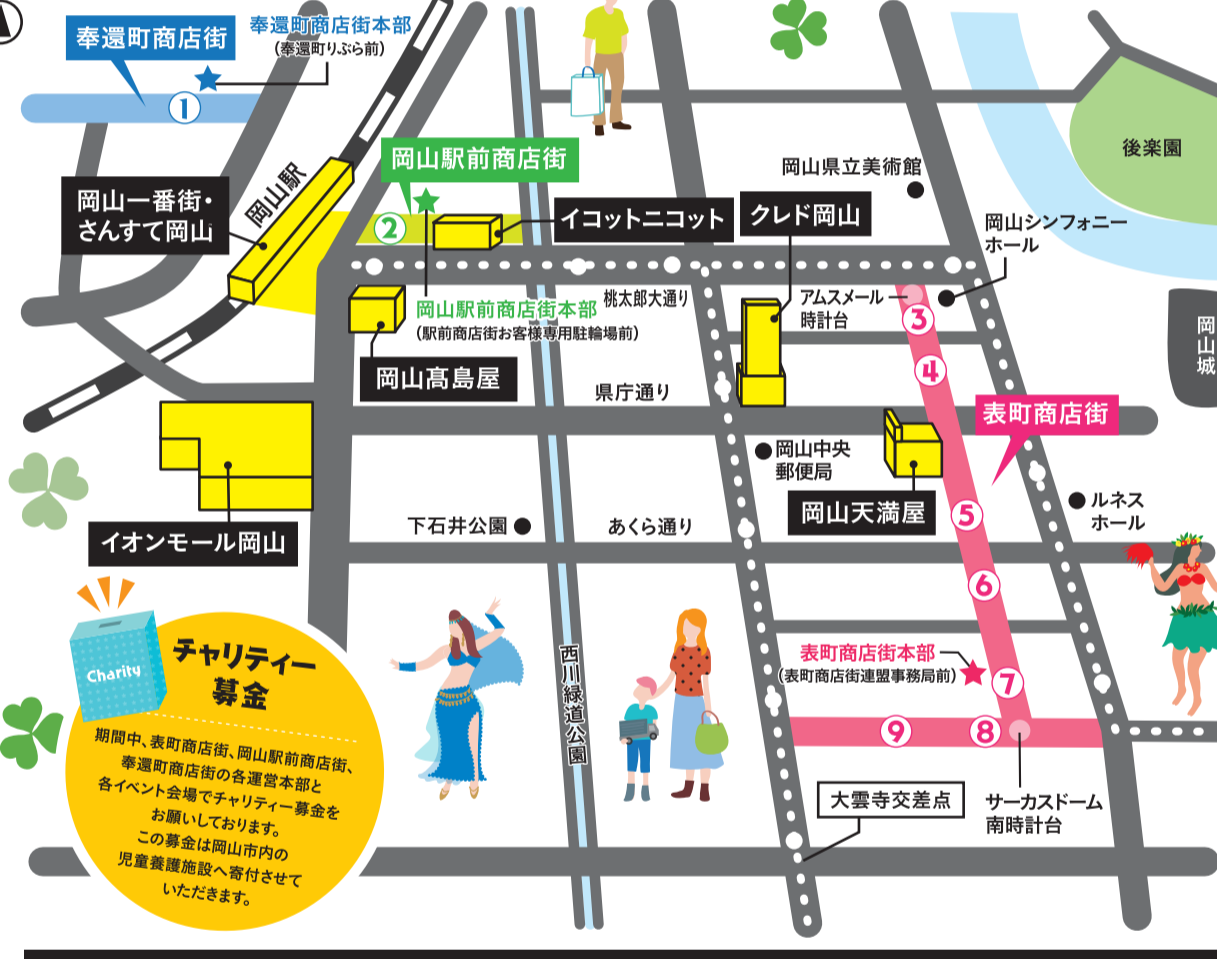 奉還町商店街
奉還町商店街本部
(奉還町りぶら前)
①
岡山駅前商店街
岡山県立美術館
後楽園
岡山一番街・
さんすて岡山
岡山駅
②
イコットニコット
クレド岡山
岡山シンフォニー
ホール
岡山駅前商店街本部
(駅前商店街お客様専用駐輪場前)
桃太郎大通り
アムスメール
時計台
③
岡山城
岡山髙島屋
県庁通り
④
表町商店街
岡山中央
郵便局
岡山天満屋
ルネス
ホール
イオンモール岡山
下石井公園
あくら通り
⑤
⑥
Charity
チャリティー
募金
期間中、表町商店街、岡山駅前商店街、
奉還町商店街の各運営本部と
各イベント会場でチャリティー募金を
お願いしております。
この募金は岡山市内の
児童養護施設へ寄付させて
いただきます。
西川緑道公園
表町商店街本部
(表町商店街連盟事務局前)
⑦
⑨
⑧
大雲寺交差点
サーカスドーム
南時計台